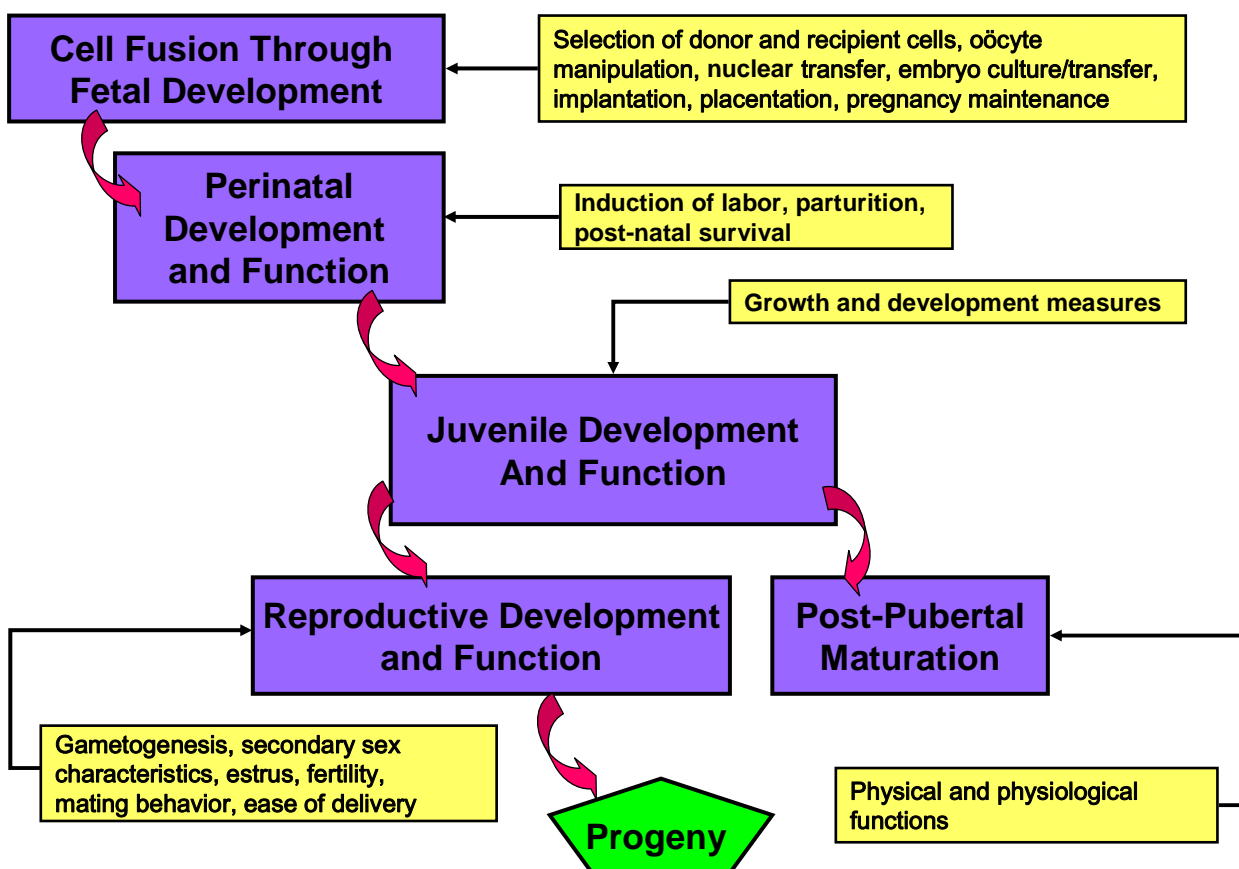 Cell Fusion Through
Fetal Development
Selection of donor and recipient cells, oöcyte
manipulation, nuclear transfer, embryo culture/transfer,
implantation, placentation, pregnancy maintenance
Perinatal
Development
and Function
Induction of labor, parturition,
post-natal survival
Growth and development measures
Juvenile Development
And Function
Reproductive Development
and Function
Post-Pubertal
Maturation
Gametogenesis, secondary sex
characteristics, estrus, fertility,
mating behavior, ease of delivery
Physical and physiological
functions
Progeny